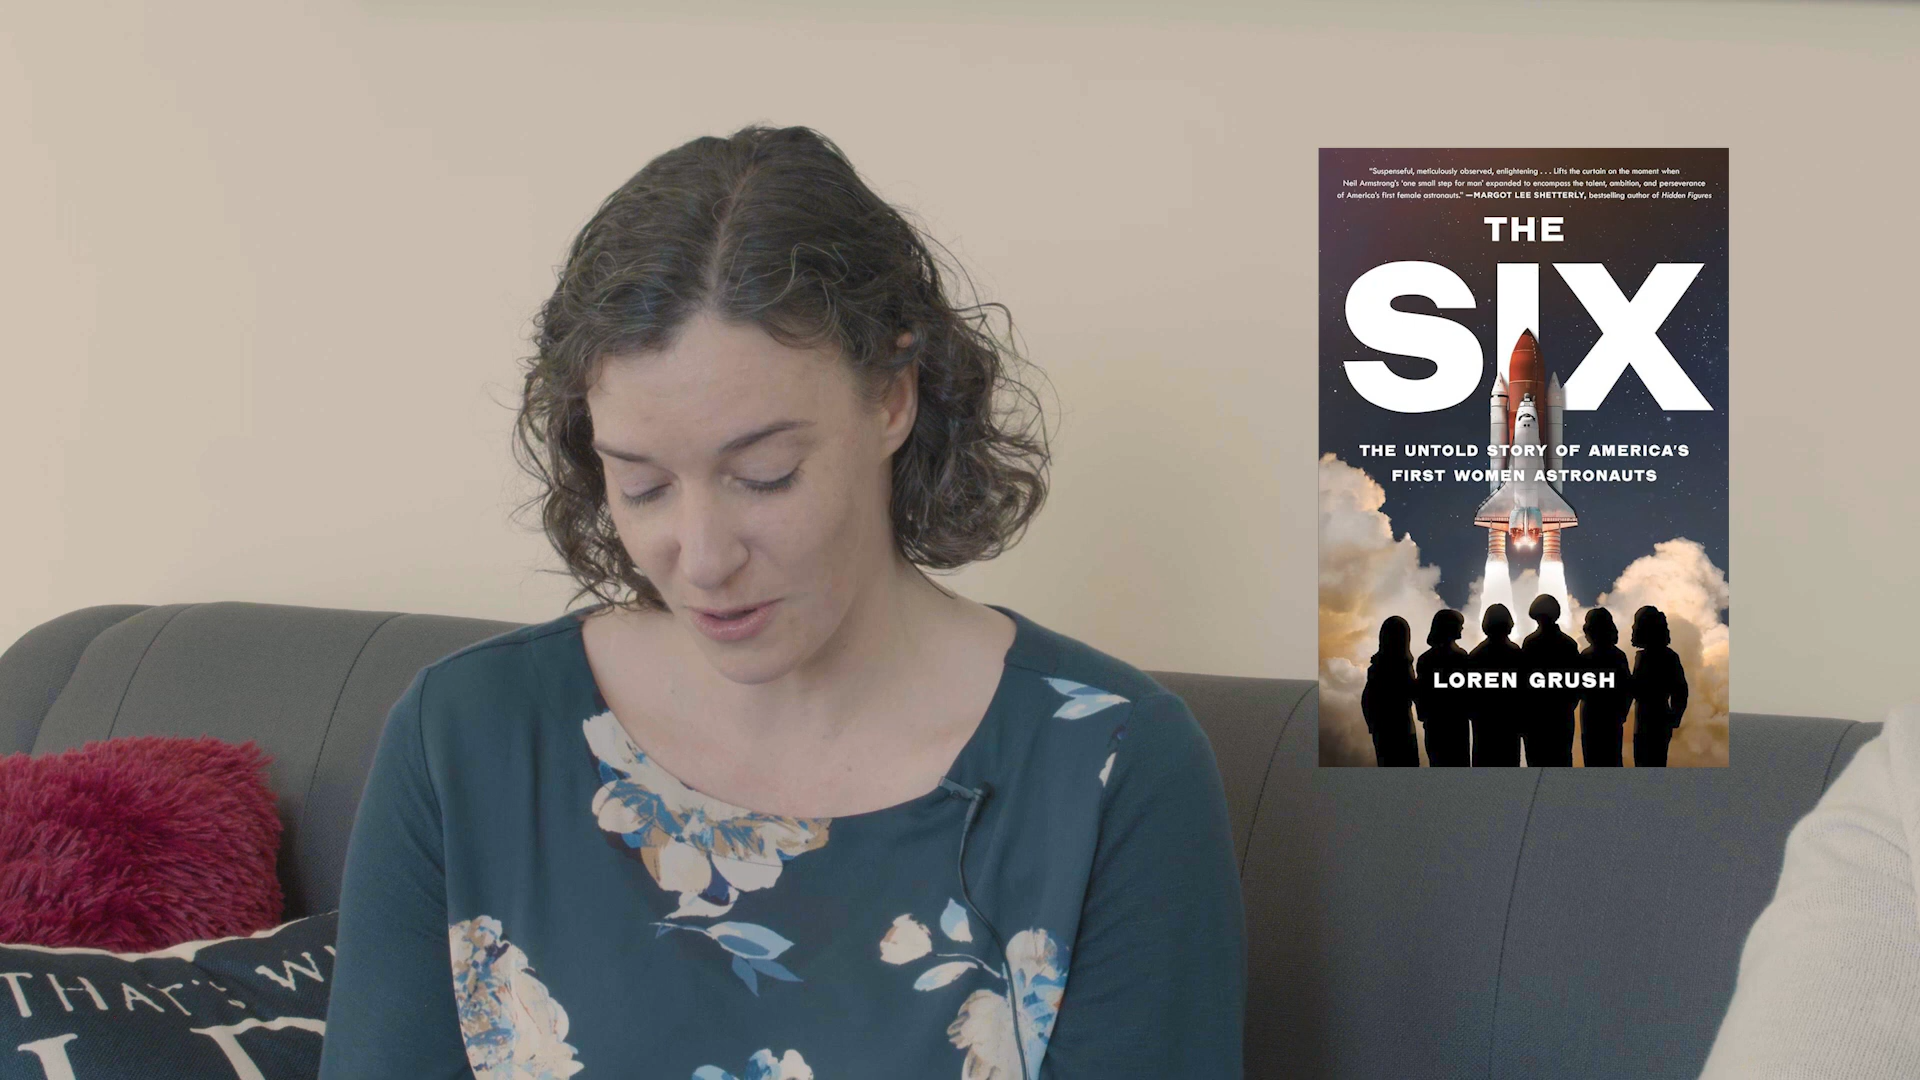 "Suspenseful, meticulously observed, enlightening . . . Lifts the curtain on the moment when
Neil Armstrong's 'one small step for man' expanded to encompass the talent, ambition, and perseverance
of America's first female astronauts." —MARGOT LEE SHETTERLY, bestselling author of Hidden Figures
THE
SIX
THE UNTOLD STORY OF AMERICA'S
FIRST WOMEN ASTRONAUTS
LOREN GRUSH
THAT'S